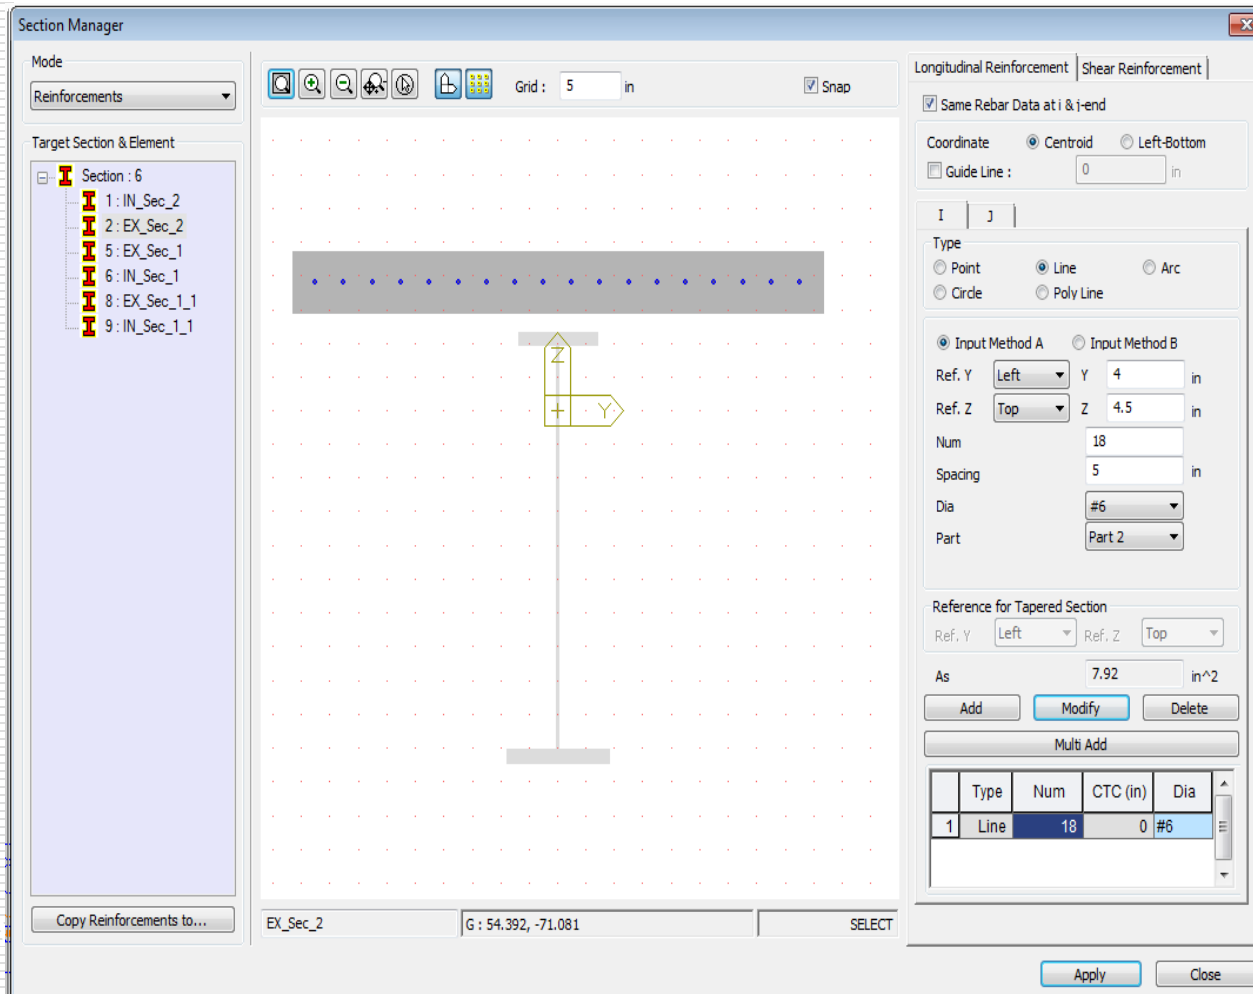 Section Manager
Mode
Reinforcements
Target Section & Element
Section : 6
1 : IN_Sec_2
2 : EX_Sec_2
5 : EX_Sec_1
6 : IN_Sec_1
8 : EX_Sec_1_1
9 : IN_Sec_1_1
Copy Reinforcements to...
Grid : 5 in
Snap
Z
Y
EX_Sec_2
G : 54.392, -71.081
SELECT
Longitudinal Reinforcement
Shear Reinforcement
Same Rebar Data at i & j-end
Coordinate Centroid Left-Bottom
Guide Line : 0 in
I J
Type
Point Line Arc
Circle Poly Line
Input Method A Input Method B
Ref. Y Left Y 4 in
Ref. Z Top Z 4.5 in
Num 18
Spacing 5 in
Dia #6
Part Part 2
Reference for Tapered Section
Ref. Y Left Ref. Z Top
As 7.92 in^2
Add Modify Delete
Multi Add
Type Num CTC (in) Dia
1 Line 18 0 #6
Apply Close